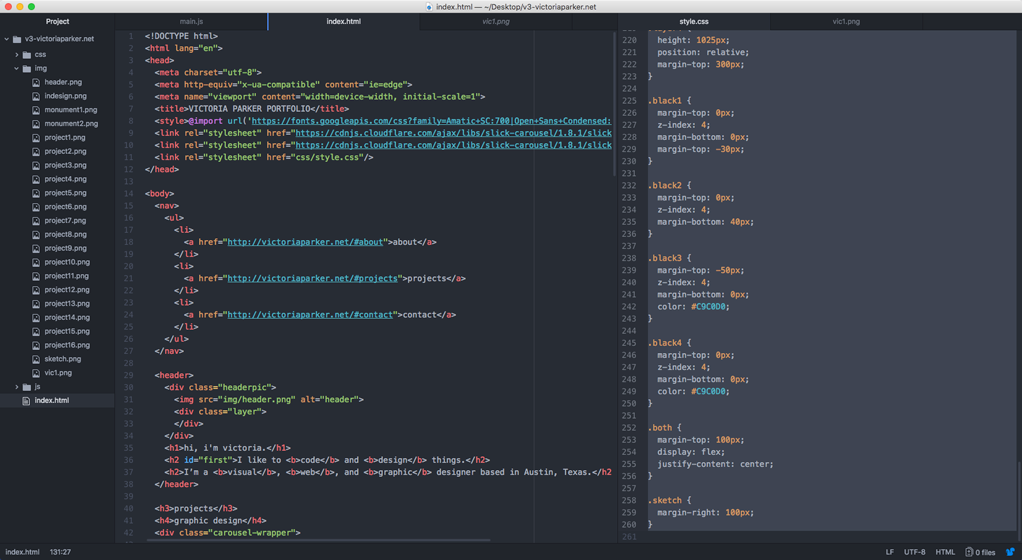 index.html — ~/Desktop/v3-victoriaparker.net
Project
main.js
index.html
vic1.png
style.css
vic1.png
v3-victoriaparker.net
css
img
header.png
indesign.png
monument1.png
monument2.png
project1.png
project2.png
project3.png
project4.png
project5.png
project6.png
project7.png
project8.png
project9.png
project10.png
project11.png
project12.png
project13.png
project14.png
project15.png
project16.png
sketch.png
vic1.png
js
index.html
1 <!DOCTYPE html>
2 <html lang="en">
3 <head>
4 <meta charset="utf-8">
5 <meta http-equiv="x-ua-compatible" content="ie=edge">
6 <meta name="viewport" content="width=device-width, initial-scale=1">
7 <title>VICTORIA PARKER PORTFOLIO</title>
8 <style>@import url('https://fonts.googleapis.com/css?family=Amatic+SC:700|Open+Sans+Condensed:
9 <link rel="stylesheet" href="https://cdnjs.cloudflare.com/ajax/libs/slick-carousel/1.8.1/slick
10 <link rel="stylesheet" href="https://cdnjs.cloudflare.com/ajax/libs/slick-carousel/1.8.1/slick
11 <link rel="stylesheet" href="css/style.css"/>
12 </head>
13
14 <body>
15 <nav>
16 <ul>
17 <li>
18 <a href="http://victoriaparker.net/#about">about</a>
19 </li>
20 <li>
21 <a href="http://victoriaparker.net/#projects">projects</a>
22 </li>
23 <li>
24 <a href="http://victoriaparker.net/#contact">contact</a>
25 </li>
26 </ul>
27 </nav>
28
29 <header>
30 <div class="headerpic">
31 <img src="img/header.png" alt="header">
32 <div class="layer">
33 </div>
34 </div>
35 <h1>hi, i'm victoria.</h1>
36 <h2 id="first">I like to <b>code</b> and <b>design</b> things.</h2>
37 <h2>I'm a <b>visual</b>, <b>web</b>, and <b>graphic</b> designer based in Austin, Texas.</h2
38 </header>
39
40 <h3>projects</h3>
41 <h4>graphic design</h4>
42 <div class="carousel-wrapper">
220 height: 1025px;
221 position: relative;
222 margin-top: 300px;
223 }
224
225 .black1 {
226 margin-top: 0px;
227 z-index: 4;
228 margin-bottom: 0px;
229 margin-top: -30px;
230 }
231
232 .black2 {
233 margin-top: 0px;
234 z-index: 4;
235 margin-bottom: 40px;
236 }
237
238 .black3 {
239 margin-top: -50px;
240 z-index: 4;
241 margin-bottom: 0px;
242 color: #C9C0D0;
243 }
244
245 .black4 {
246 margin-top: 0px;
247 z-index: 4;
248 margin-bottom: 0px;
249 color: #C9C0D0;
250 }
251
252 .both {
253 margin-top: 100px;
254 display: flex;
255 justify-content: center;
256 }
257
258 .sketch {
259 margin-right: 100px;
260 }
261
index.html 131:27
LF UTF-8 HTML 0 files